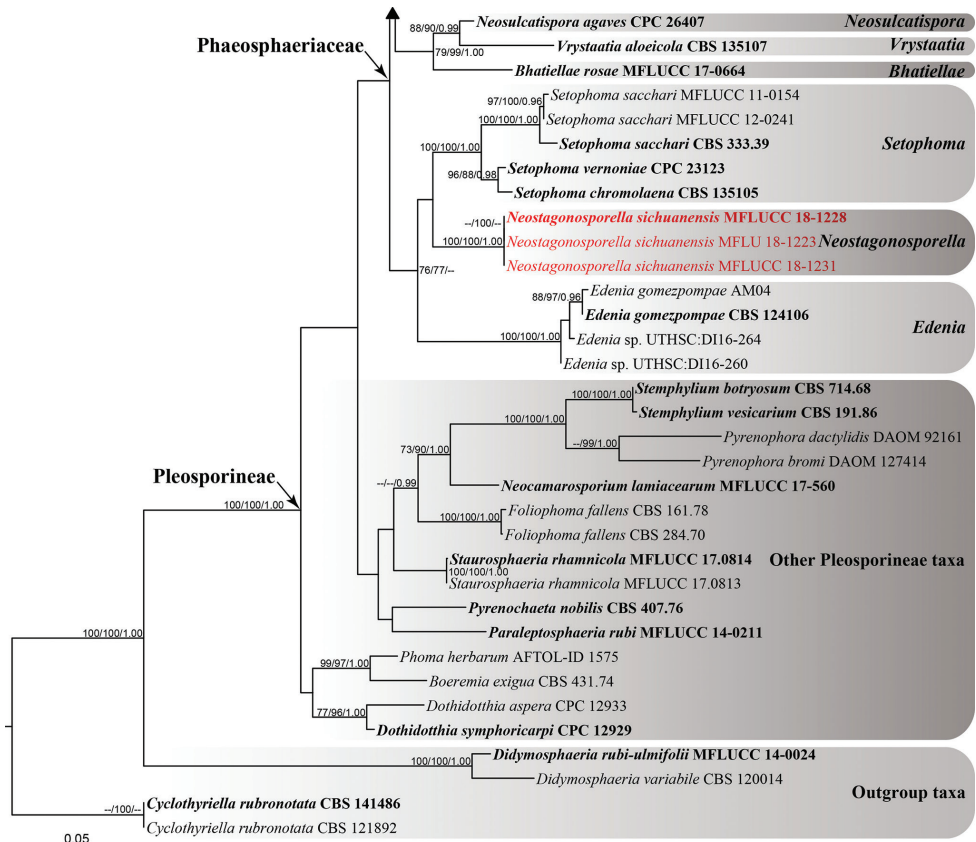 Neosulcatispora agaves CPC 26407
Neosulcatispora
88/90/0.99
Vrystaatia aloeicola CBS 135107
Vrystaatia
Phaeosphaeriaceae
79/99/1.00
Bhatiellae rosae MFLUCC 17-0664
Bhatiellae
Setophoma sacchari MFLUCC 11-0154
97/100/0.96
Setophoma sacchari MFLUCC 12-0241
100/100/1.00
Setophoma sacchari CBS 333.39
Setophoma
100/100/1.00
Setophoma vernoniae CPC 23123
96/88/0.98
Setophoma chromolaena CBS 135105
Neostagonosporella sichuanensis MFLUCC 18-1228
--/100/--
Neostagonosporella sichuanensis MFLU 18-1223
Neostagonosporella
100/100/1.00
Neostagonosporella sichuanensis MFLUCC 18-1231
76/77/--
Edenia gomezpompae AM04
88/97/0.96
Edenia gomezpompae CBS 124106
Edenia
100/100/1.00
Edenia sp. UTHSC:DI16-264
Edenia sp. UTHSC:DI16-260
Stemphylium botryosum CBS 714.68
100/100/1.00
Stemphylium vesicarium CBS 191.86
100/100/1.00
Pyrenophora dactylidis DAOM 92161
--/99/1.00
73/90/1.00
Pyrenophora bromi DAOM 127414
Pleosporineae
--/--/0.99
Neocamarosporium lamiacearum MFLUCC 17-560
100/100/1.00
Foliophoma fallens CBS 161.78
100/100/1.00
Foliophoma fallens CBS 284.70
Staurosphaeria rhamnicola MFLUCC 17.0814
Other Pleosporineae taxa
100/100/1.00
Staurosphaeria rhamnicola MFLUCC 17.0813
Pyrenochaeta nobilis CBS 407.76
100/100/1.00
Paraleptosphaeria rubi MFLUCC 14-0211
Phoma herbarum AFTOL-ID 1575
99/97/1.00
Boeremia exigua CBS 431.74
Dothidotthia aspera CPC 12933
77/96/1.00
Dothidotthia symphoricarpi CPC 12929
Didymosphaeria rubi-ulmifolii MFLUCC 14-0024
100/100/1.00
Didymosphaeria variabile CBS 120014
Outgroup taxa
Cyclothyriella rubronotata CBS 141486
--/100/--
Cyclothyriella rubronotata CBS 121892
0.05